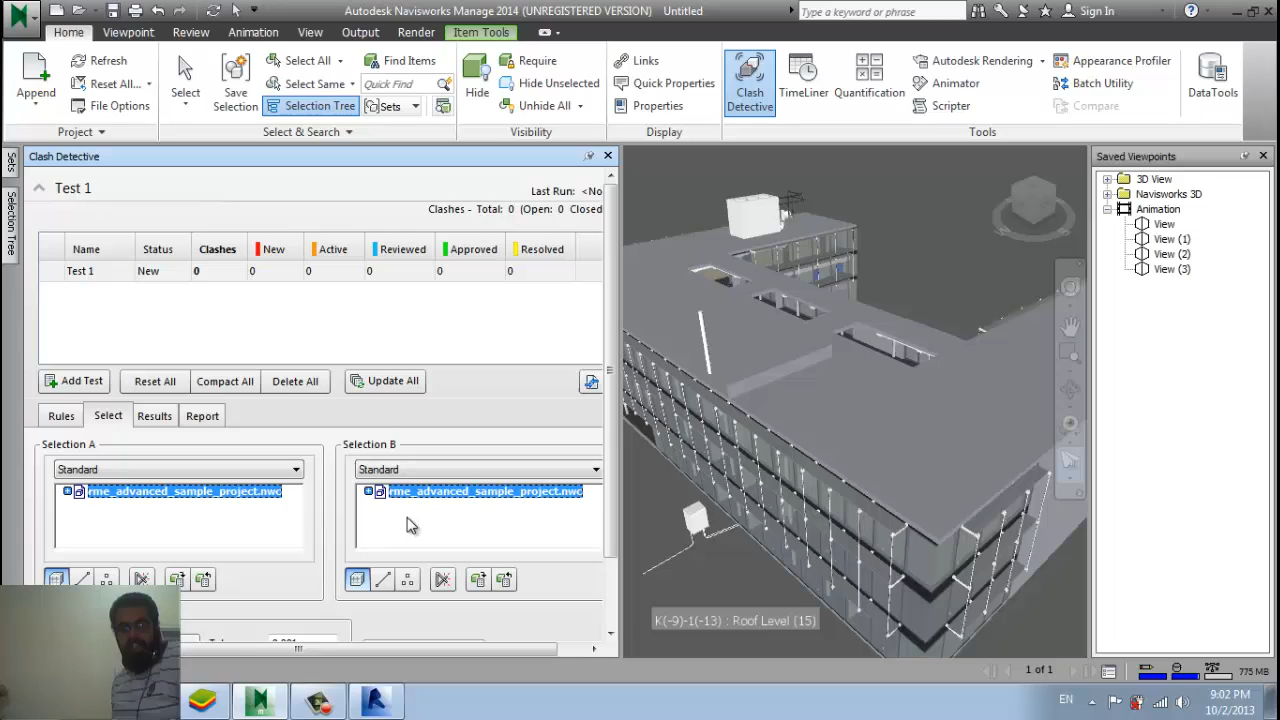 Autodesk Navisworks Manage 2014 (UNREGISTERED VERSION) Untitled
Type a keyword or phrase
Sign In
Home Viewpoint Review Animation View Output Render Item Tools
Append
Refresh
Reset All...
File Options
Project
Select
Save Selection
Select All
Select Same
Selection Tree
Find Items
Quick Find
Sets
Select & Search
Hide
Require
Hide Unselected
Unhide All
Visibility
Links
Quick Properties
Properties
Display
Clash Detective
TimeLiner
Quantification
Autodesk Rendering
Animator
Scripter
Appearance Profiler
Batch Utility
Compare
DataTools
Tools
Sets
Selection Tree
Clash Detective
Test 1
Last Run: <No
Clashes - Total: 0 (Open: 0 Closed
Name Status Clashes New Active Reviewed Approved Resolved
Test 1 New 0 0 0 0 0 0
Add Test Reset All Compact All Delete All Update All
Rules Select Results Report
Selection A
Standard
rme_advanced_sample_project.nwc
Selection B
Standard
rme_advanced_sample_project.nwc
K(-9)-1(-13) : Roof Level (15)
Saved Viewpoints
3D View
Navisworks 3D
Animation
View
View (1)
View (2)
View (3)
1 of 1
775 MB
EN
9:02 PM
10/2/2013